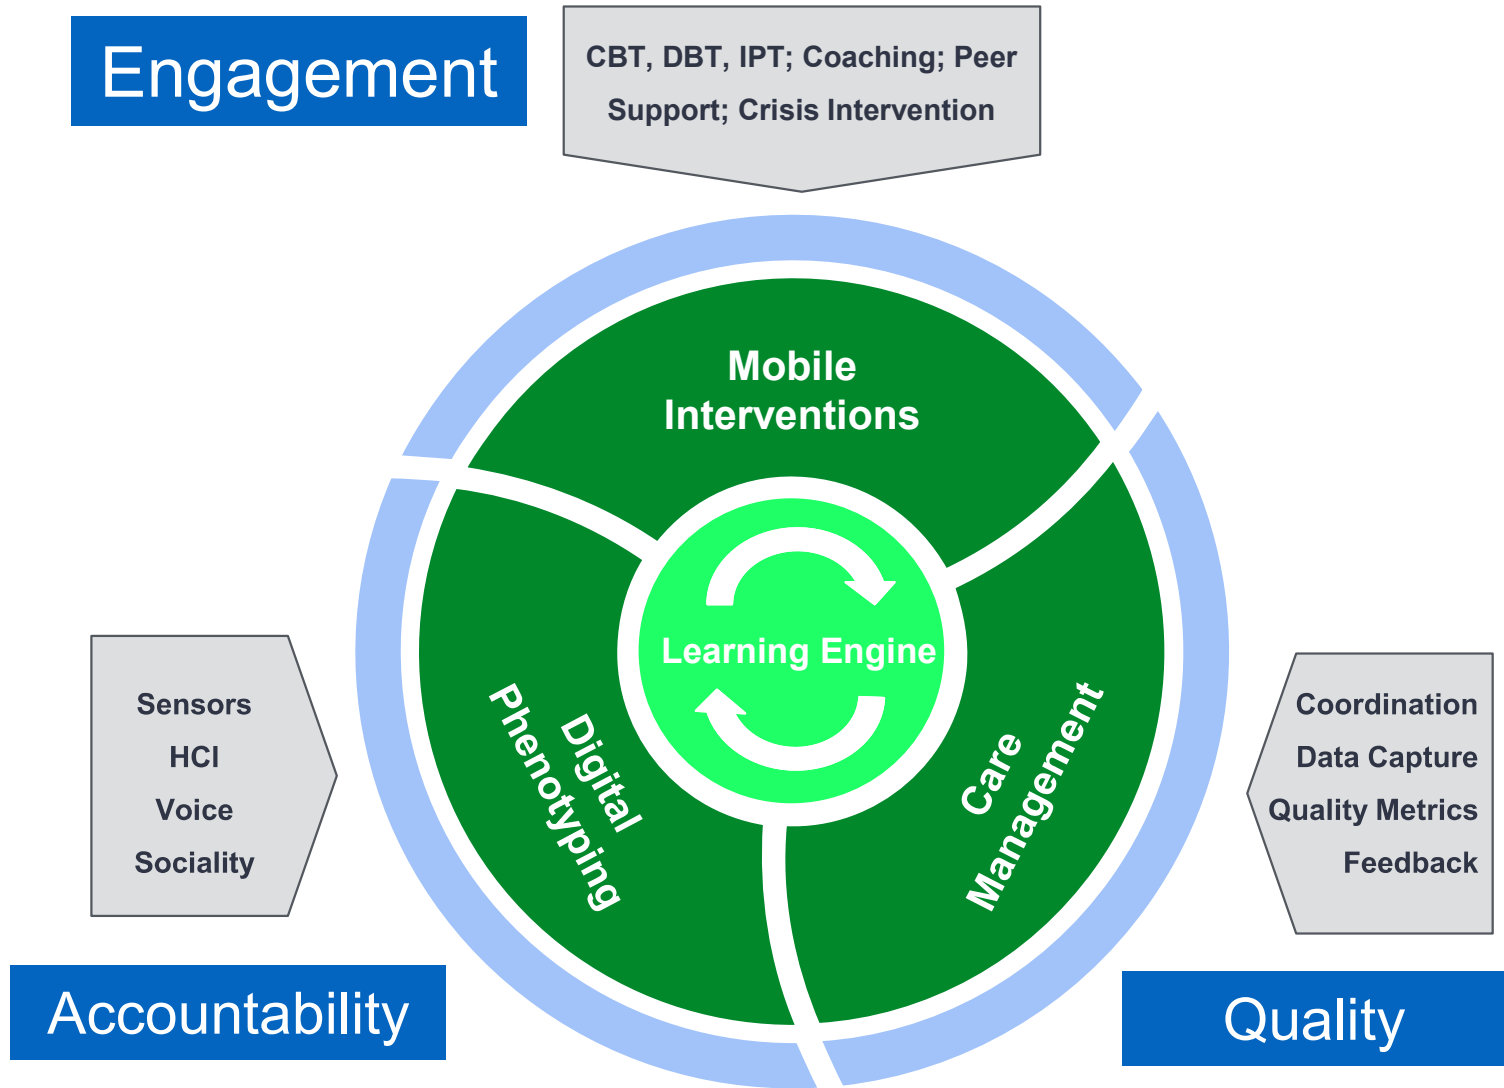 Engagement
CBT, DBT, IPT; Coaching; Peer
Support; Crisis Intervention
Mobile
Interventions
Learning Engine
Digital
Phenotyping
Care
Management
Sensors
HCI
Voice
Sociality
Coordination
Data Capture
Quality Metrics
Feedback
Accountability
Quality